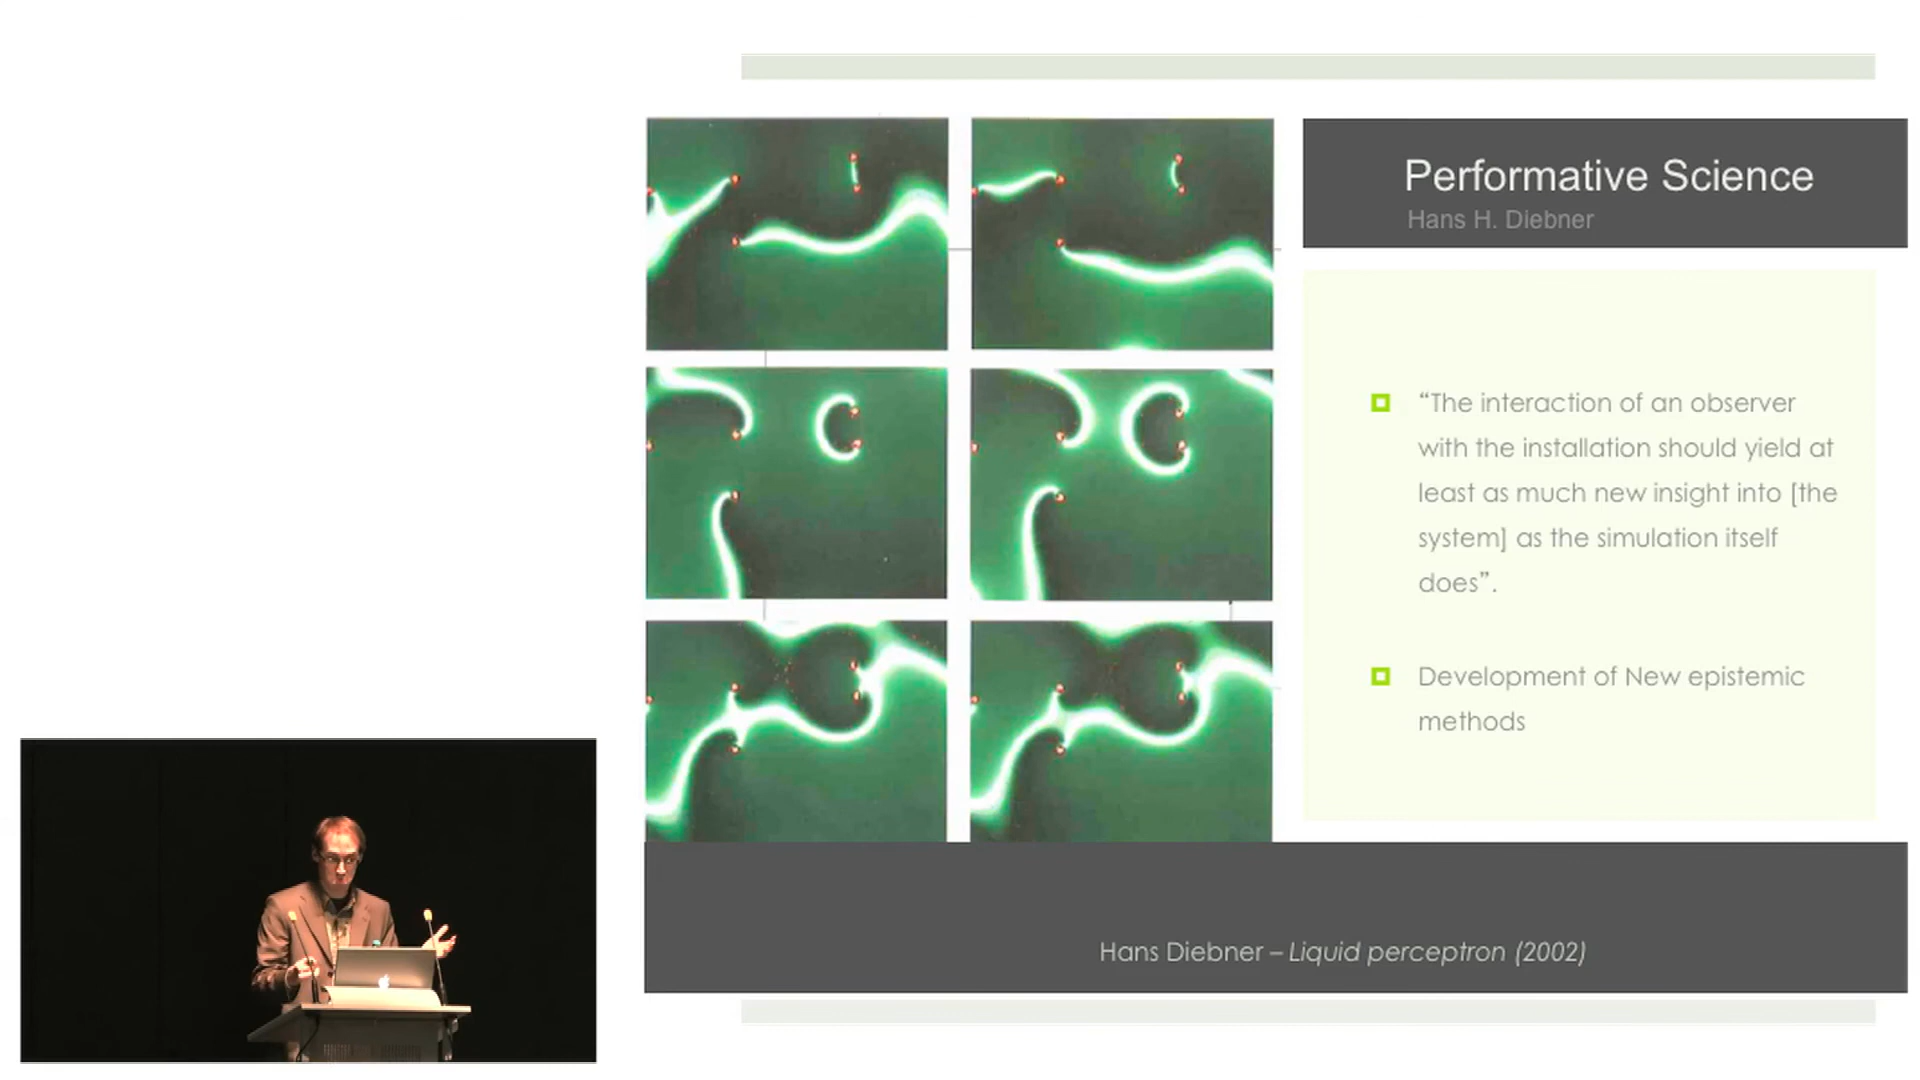 Performative Science
Hans H. Diebner
“The interaction of an observer
with the installation should yield at
least as much new insight into [the
system] as the simulation itself
does”.
Development of New epistemic
methods
Hans Diebner – Liquid perceptron (2002)